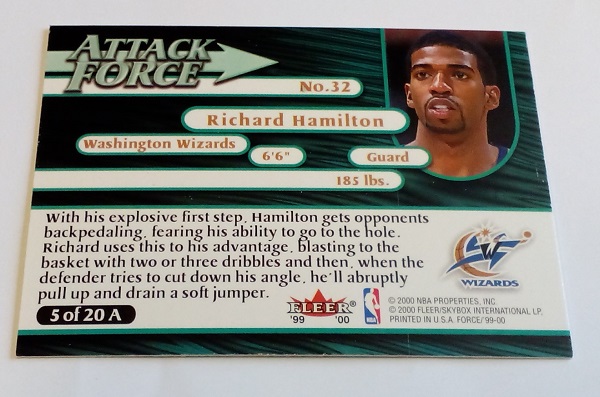 ATTACK
FORCE
No.32
Richard Hamilton
Washington Wizards
6'6"
Guard
185 lbs.
With his explosive first step, Hamilton gets opponents
backpedaling, fearing his ability to go to the hole.
Richard uses this to his advantage, blasting to the
basket with two or three dribbles and then, when the
defender tries to cut down his angle, he'll abruptly
pull up and drain a soft jumper.
WIZARDS
5 of 20 A
FLEER®
'99 '00
NBA
© 2000 NBA PROPERTIES, INC.
© 2000 FLEER/SKYBOX INTERNATIONAL LP.
PRINTED IN U.S.A. FORCE/'99-00